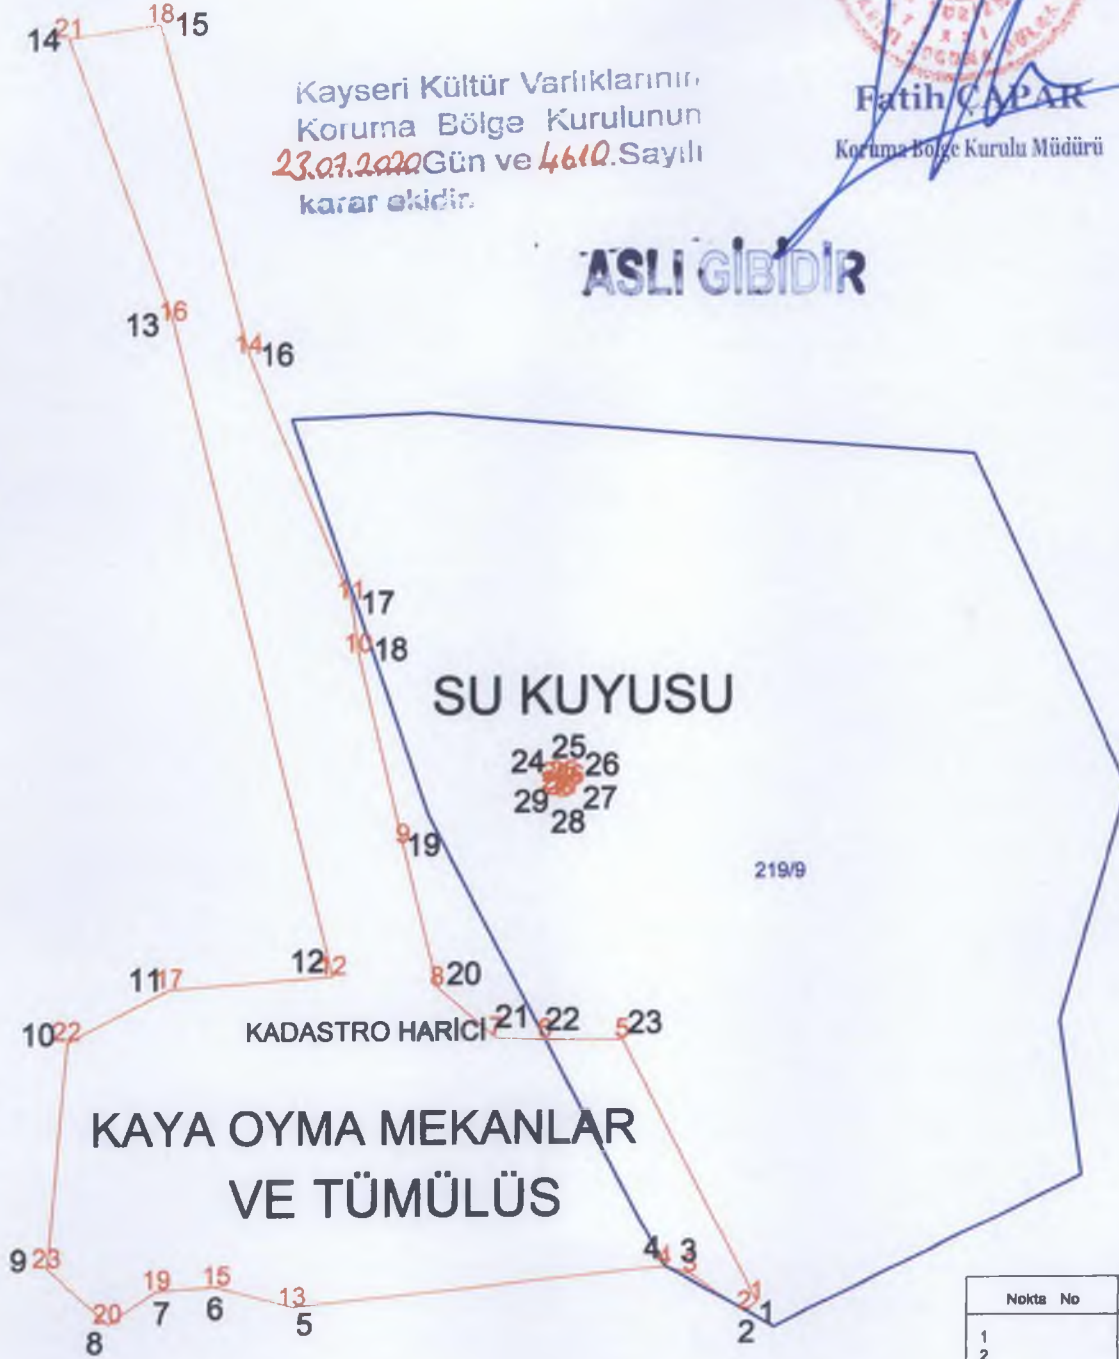 21 18
14 15
Kayseri Kültür Varlıklarının
Koruma Bölge Kurulunun
23.07.2020 Gün ve 4610.Sayılı
karar ekidir.
Fatih ÇAPAR
Koruma Bölge Kurulu Müdürü
ASLI GİBİDİR
16
13
14 16
11
17
10 18
SU KUYUSU
25
24 26
29 27
28
9 19
219/9
12 12
8 20
11 17
10 22
KADASTRO HARİCİ
7 21
6 22
5 23
KAYA OYMA MEKANLAR
VE TÜMÜLÜS
4 3
4 3
9 23
19 15
13
20
7 6 5
8
1
2 1
2
Nokta No
1
2